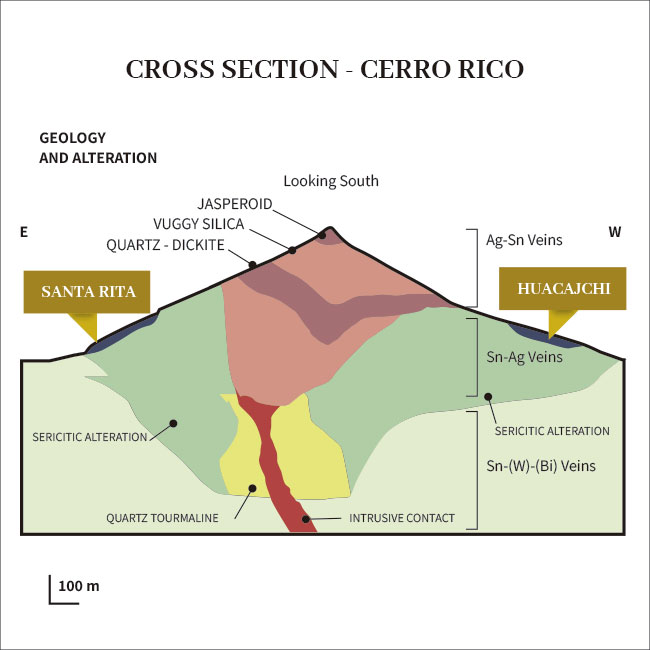 CROSS SECTION - CERRO RICO
GEOLOGY
AND ALTERATION
Looking South
JASPEROID
VUGGY SILICA
QUARTZ - DICKITE
E
W
Ag-Sn Veins
SANTA RITA
HUACAJCHI
Sn-Ag Veins
SERICITIC ALTERATION
SERICITIC ALTERATION
Sn-(W)-(Bi) Veins
QUARTZ TOURMALINE
INTRUSIVE CONTACT
100 m